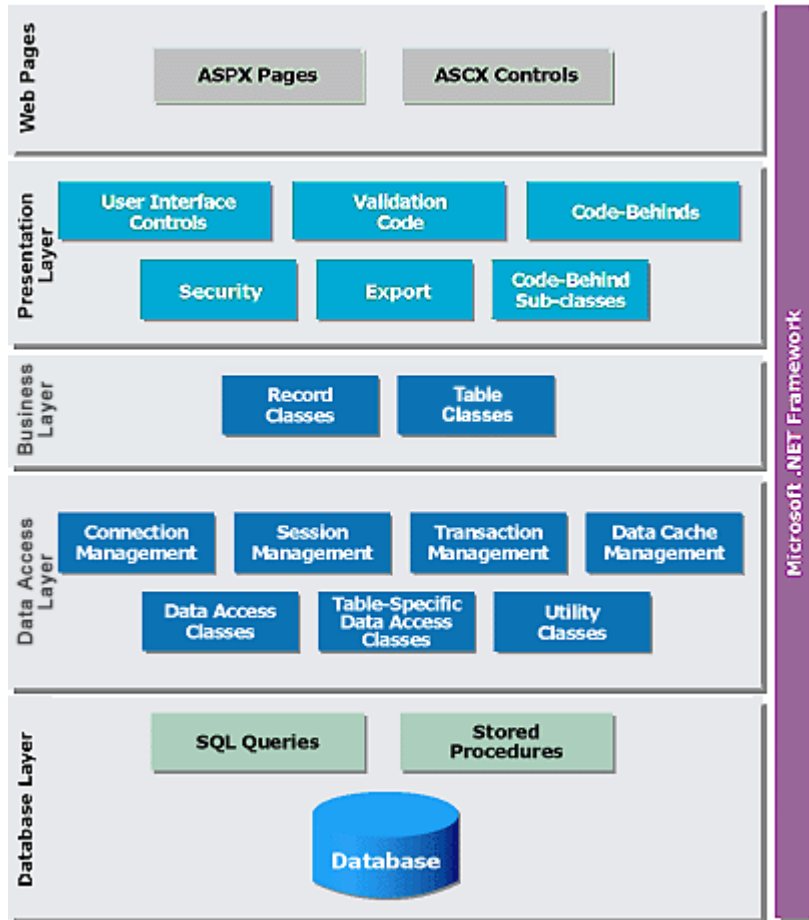 Web Pages
ASPX Pages
ASCX Controls
Presentation
Layer
User Interface
Controls
Validation
Code
Code-Behinds
Security
Export
Code-Behind
Sub-classes
Business
Layer
Record
Classes
Table
Classes
Data Access
Layer
Connection
Management
Session
Management
Transaction
Management
Data Cache
Management
Data Access
Classes
Table-Specific
Data Access
Classes
Utility
Classes
Database Layer
SQL Queries
Stored
Procedures
Database
Microsoft .NET Framework